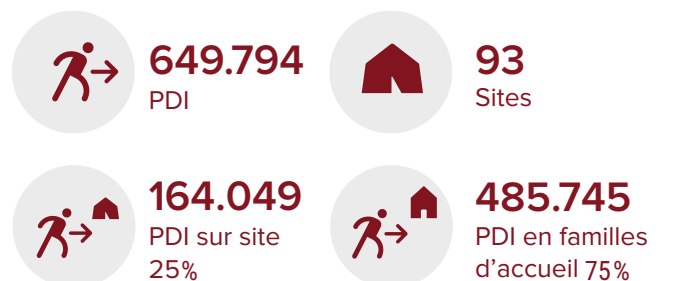 649.794
PDI
93
Sites
164.049
PDI sur site
25%
485.745
PDI en familles
d’accueil 75%